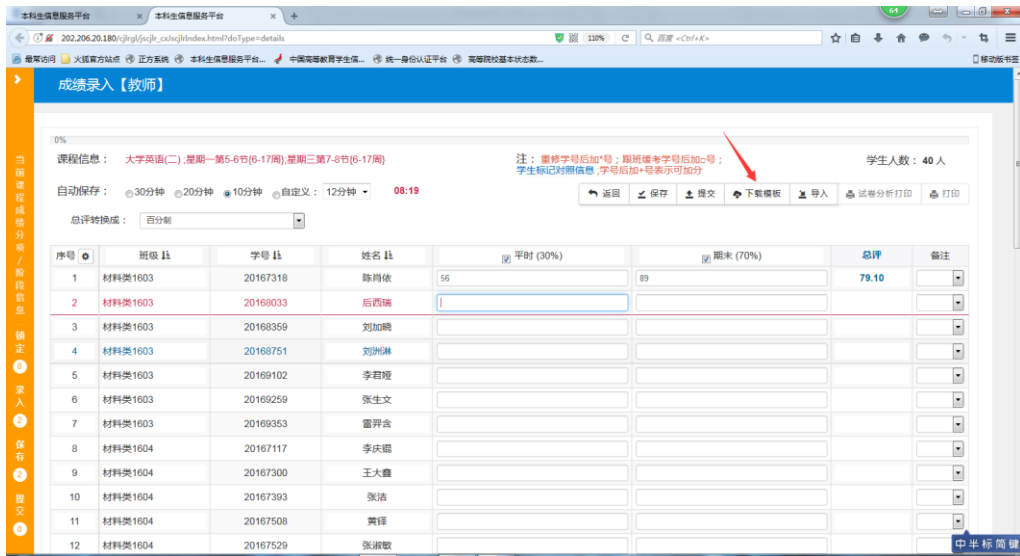 64
本科生信息服务平台 × 本科生信息服务平台 × +
202.206.20.180/cjlrgl/jscjlr_cxJscjlrIndex.html?doType=details 110% C 百度 <Ctrl+K>
最常访问 火狐官方站点 正方系统 本科生信息服务平台... 中国高等教育学生信... 统一身份认证平台 高等院校基本状态数... 移动版书签
成绩录入【教师】
0%
课程信息： 大学英语(二) ;星期一第5-6节{6-17周};星期三第7-8节{6-17周} 注： 重修学号后加*号；跟班缓考学号后加□号； 学生人数：40 人
学生标记对照信息 ;学号后加+号表示可加分
自动保存： 30分钟 20分钟 10分钟 自定义： 12分钟 08:19 返回 保存 提交 下载模板 导入 试卷分析打印 打印
总评转换成： 百分制
序号 班级 学号 姓名 平时 (30%) 期末 (70%) 总评 备注
1 材料类1603 20167318 陈肖依 56 89 79.10
2 材料类1603 20168033 后西瑞
3 材料类1603 20168359 刘加晓
4 材料类1603 20168751 刘洲淋
5 材料类1603 20169102 李君娅
6 材料类1603 20169259 张生文
7 材料类1603 20169353 雷羿含
8 材料类1604 20167117 李庆锟
9 材料类1604 20167300 王大鑫
10 材料类1604 20167393 张洁
11 材料类1604 20167508 黄铎
12 材料类1604 20167529 张淑敏
当前课程成绩分项/阶段信息
确定 0
录入 2
保存 2
提交 0
中半标简键